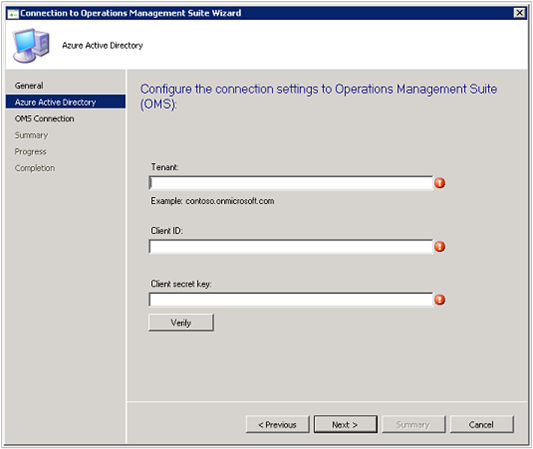 Connection to Operations Management Suite Wizard
Azure Active Directory
General
Azure Active Directory
OMS Connection
Summary
Progress
Completion
Configure the connection settings to Operations Management Suite
(OMS):
Tenant:
Example: contoso.onmicrosoft.com
Client ID:
Client secret key:
Verify
< Previous
Next >
Summary
Cancel